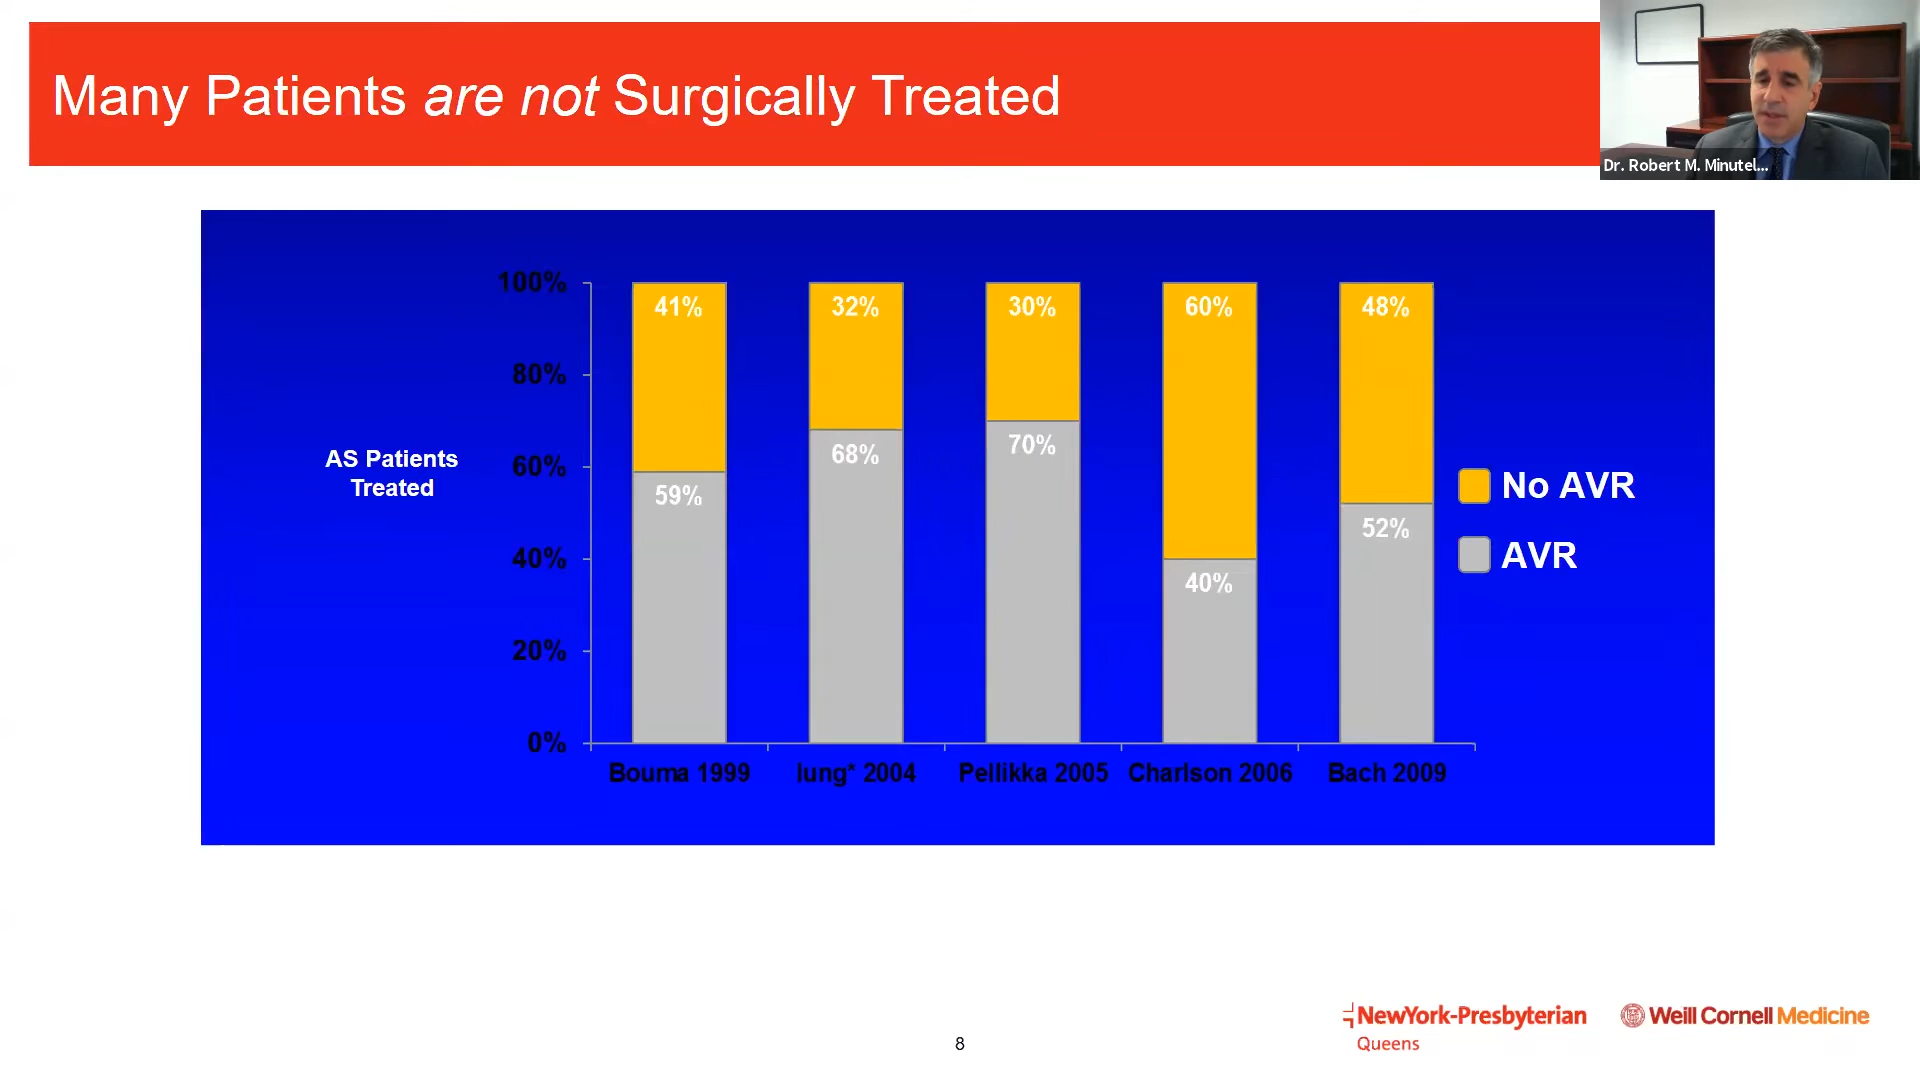 Many Patients are not Surgically Treated
Dr. Robert M. Minutel...
100%
80%
60%
40%
20%
0%
AS Patients
Treated
41%
32%
30%
60%
48%
59%
68%
70%
40%
52%
No AVR
AVR
Bouma 1999
Iung* 2004
Pellikka 2005
Charlson 2006
Bach 2009
NewYork-Presbyterian
Queens
Weill Cornell Medicine
8